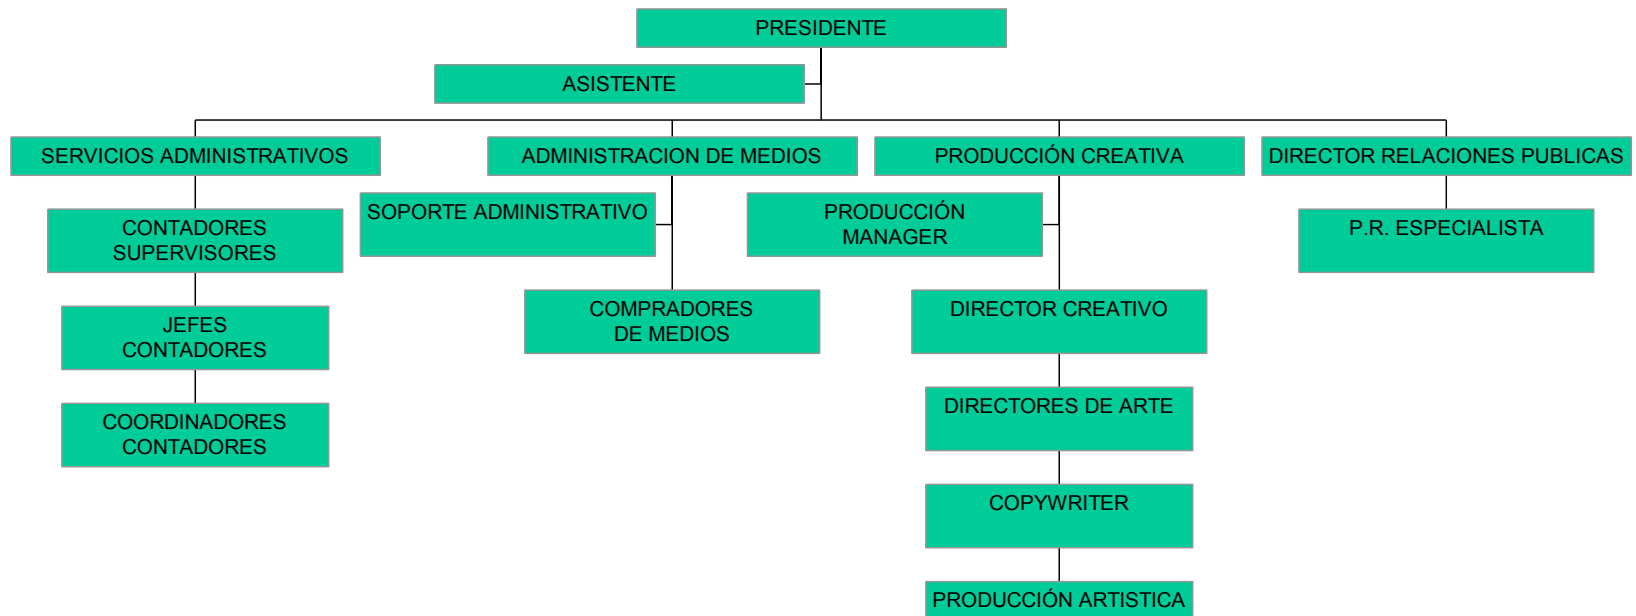 PRESIDENTE
ASISTENTE
SERVICIOS ADMINISTRATIVOS
ADMINISTRACION DE MEDIOS
PRODUCCIÓN CREATIVA
DIRECTOR RELACIONES PUBLICAS
CONTADORES
SUPERVISORES
SOPORTE ADMINISTRATIVO
PRODUCCIÓN
MANAGER
P.R. ESPECIALISTA
JEFES
CONTADORES
COMPRADORES
DE MEDIOS
DIRECTOR CREATIVO
COORDINADORES
CONTADORES
DIRECTORES DE ARTE
COPYWRITER
PRODUCCIÓN ARTISTICA